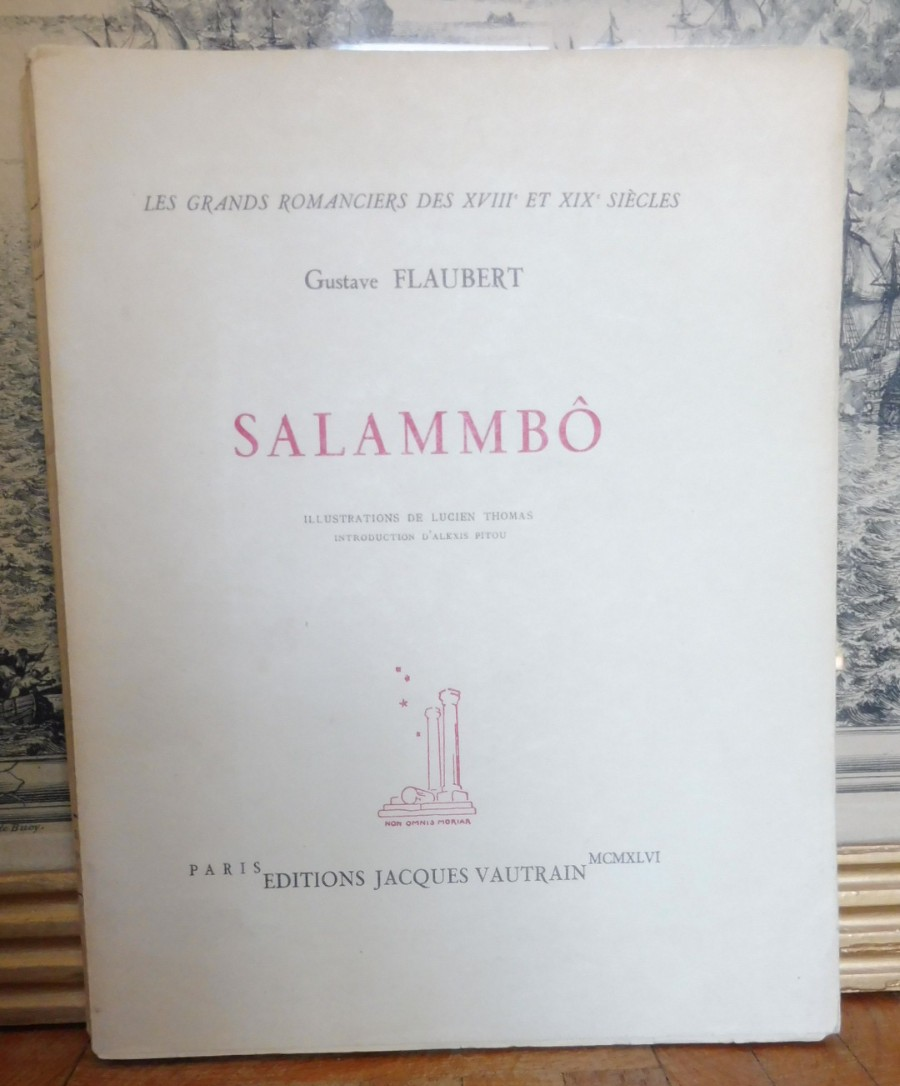 LES GRANDS ROMANCIERS DES XVIIIᵉ ET XIXᵉ SIÈCLES
Gustave FLAUBERT
SALAMMBÔ
ILLUSTRATIONS DE LUCIEN THOMAS
INTRODUCTION D'ALEXIS PITOU
NON OMNIS MORIAR
PARIS EDITIONS JACQUES VAUTRAIN MCMXLVI